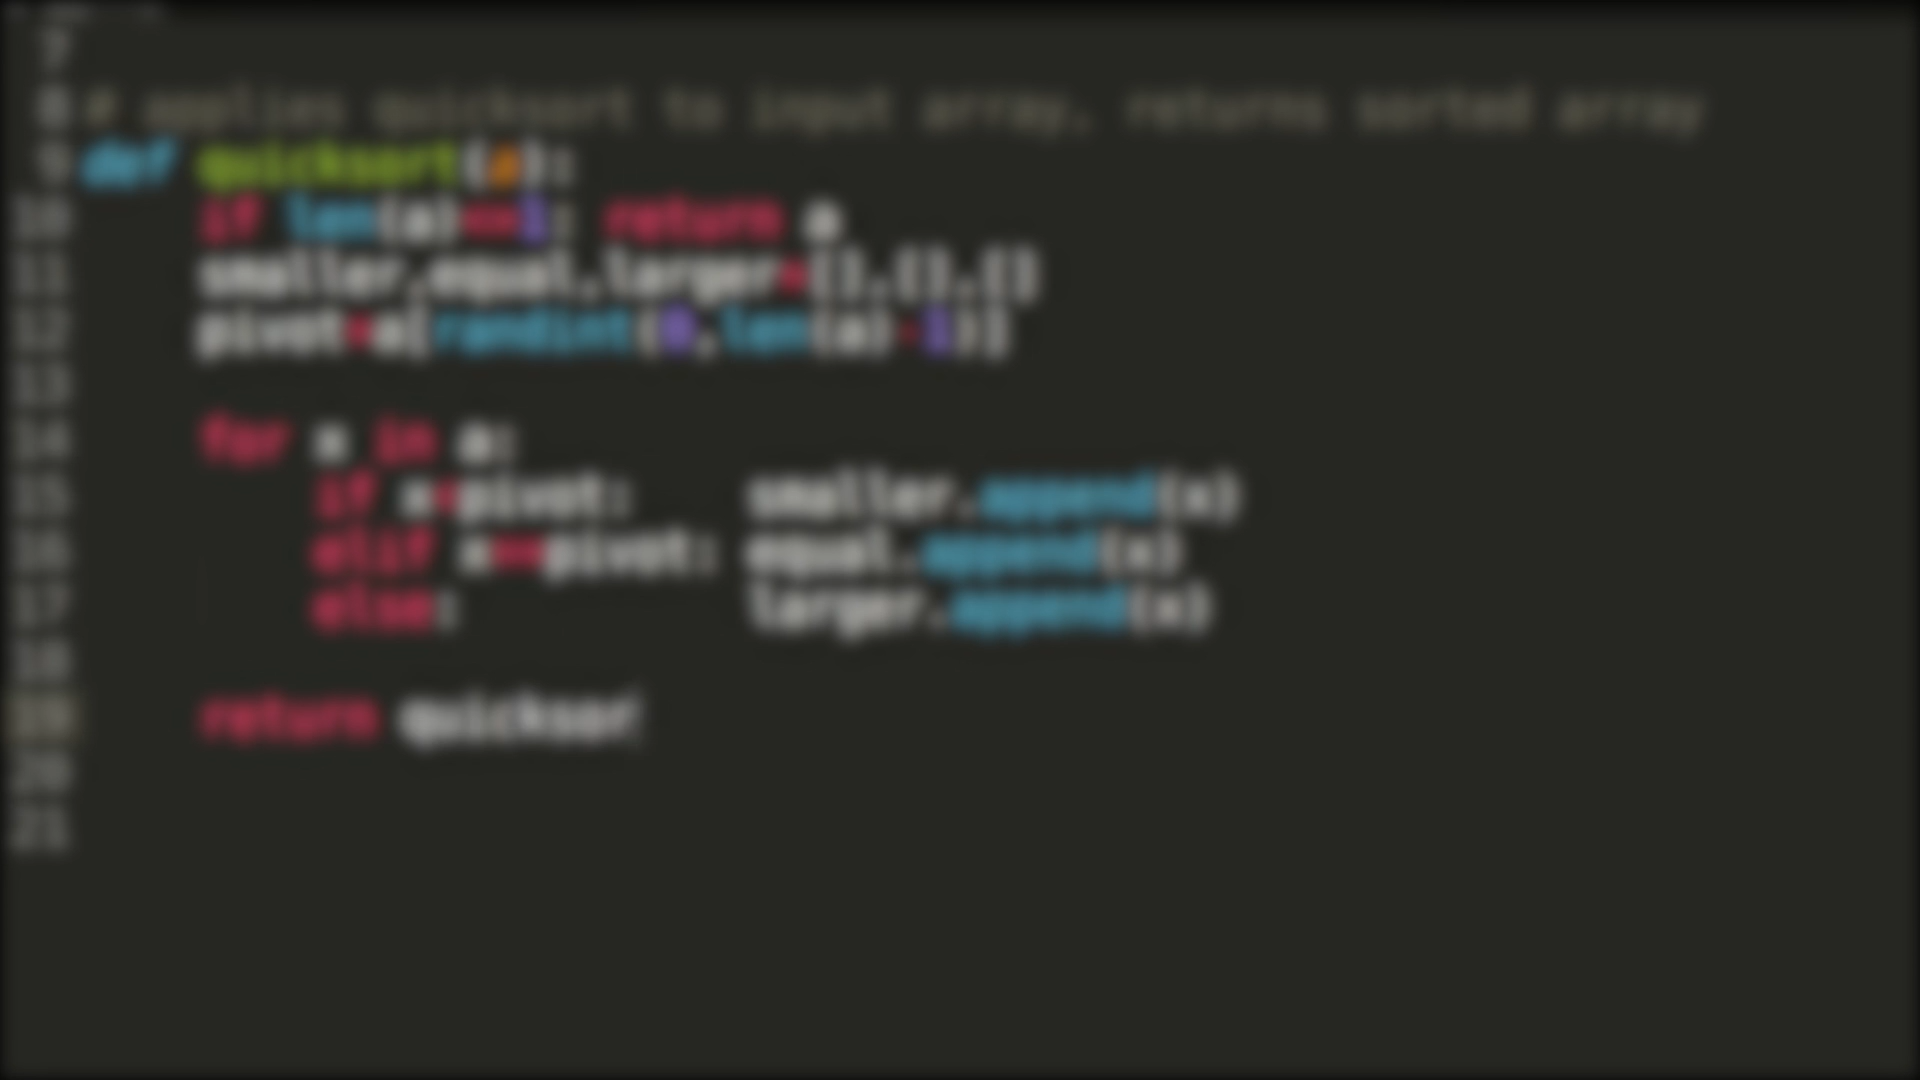 7
8 # applies quicksort to input array, returns sorted array
9 def quicksort(a):
10 if len(a)<=1: return a
11 smaller,equal,larger=[],[],[]
12 pivot=a[randint(0,len(a)-1)]
13
14 for x in a:
15 if x<pivot: smaller.append(x)
16 elif x==pivot: equal.append(x)
17 else: larger.append(x)
18
19 return quicksor
20
21